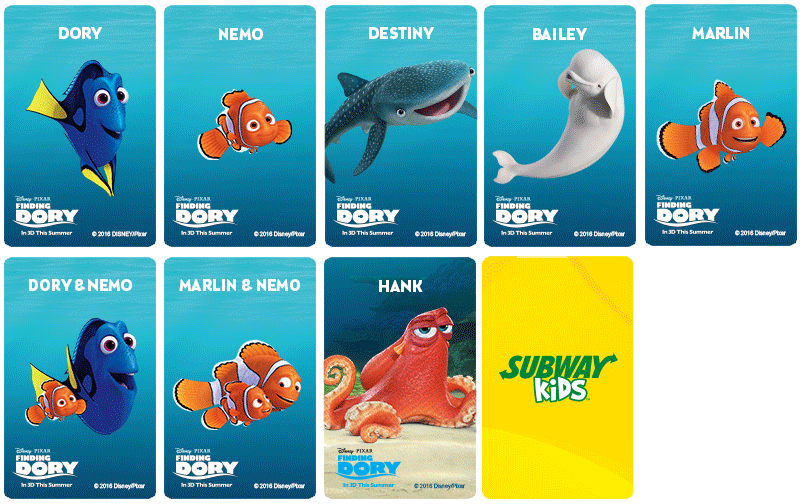 DORY
Disney · PIXAR
FINDING
DORY
In 3D This Summer
© 2016 DISNEY/Pixar
NEMO
Disney · PIXAR
FINDING
DORY
In 3D This Summer
© 2016 Disney/Pixar
DESTINY
Disney · PIXAR
FINDING
DORY
In 3D This Summer
© 2016 Disney/Pixar
BAILEY
Disney · PIXAR
FINDING
DORY
In 3D This Summer
© 2016 Disney/Pixar
MARLIN
Disney · PIXAR
FINDING
DORY
In 3D This Summer
© 2016 Disney/Pixar
DORY & NEMO
Disney · PIXAR
FINDING
DORY
In 3D This Summer
© 2016 Disney/Pixar
MARLIN & NEMO
Disney · PIXAR
FINDING
DORY
In 3D This Summer
© 2016 Disney/Pixar
HANK
Disney · PIXAR
FINDING
DORY
In 3D This Summer
© 2016 Disney/Pixar
SUBWAY
KiDS™